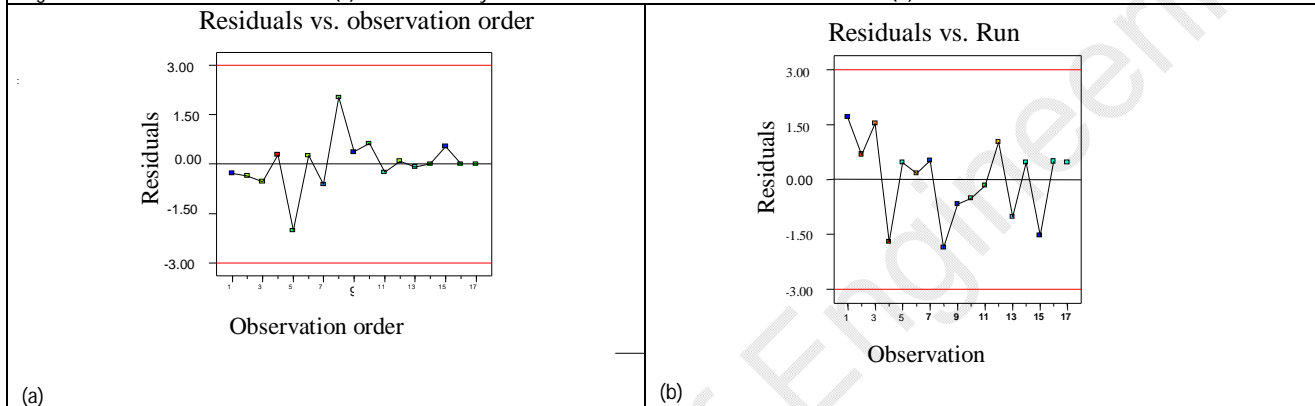 Residuals vs. observation order
3.00
1.50
0.00
-1.50
-3.00
Residuals
1 3 5 7 9 11 13 15 17
Observation order
(a)
Residuals vs. Run
3.00
1.50
0.00
-1.50
-3.00
Residuals
1 3 5 7 9 11 13 15 17
Observation
(b)